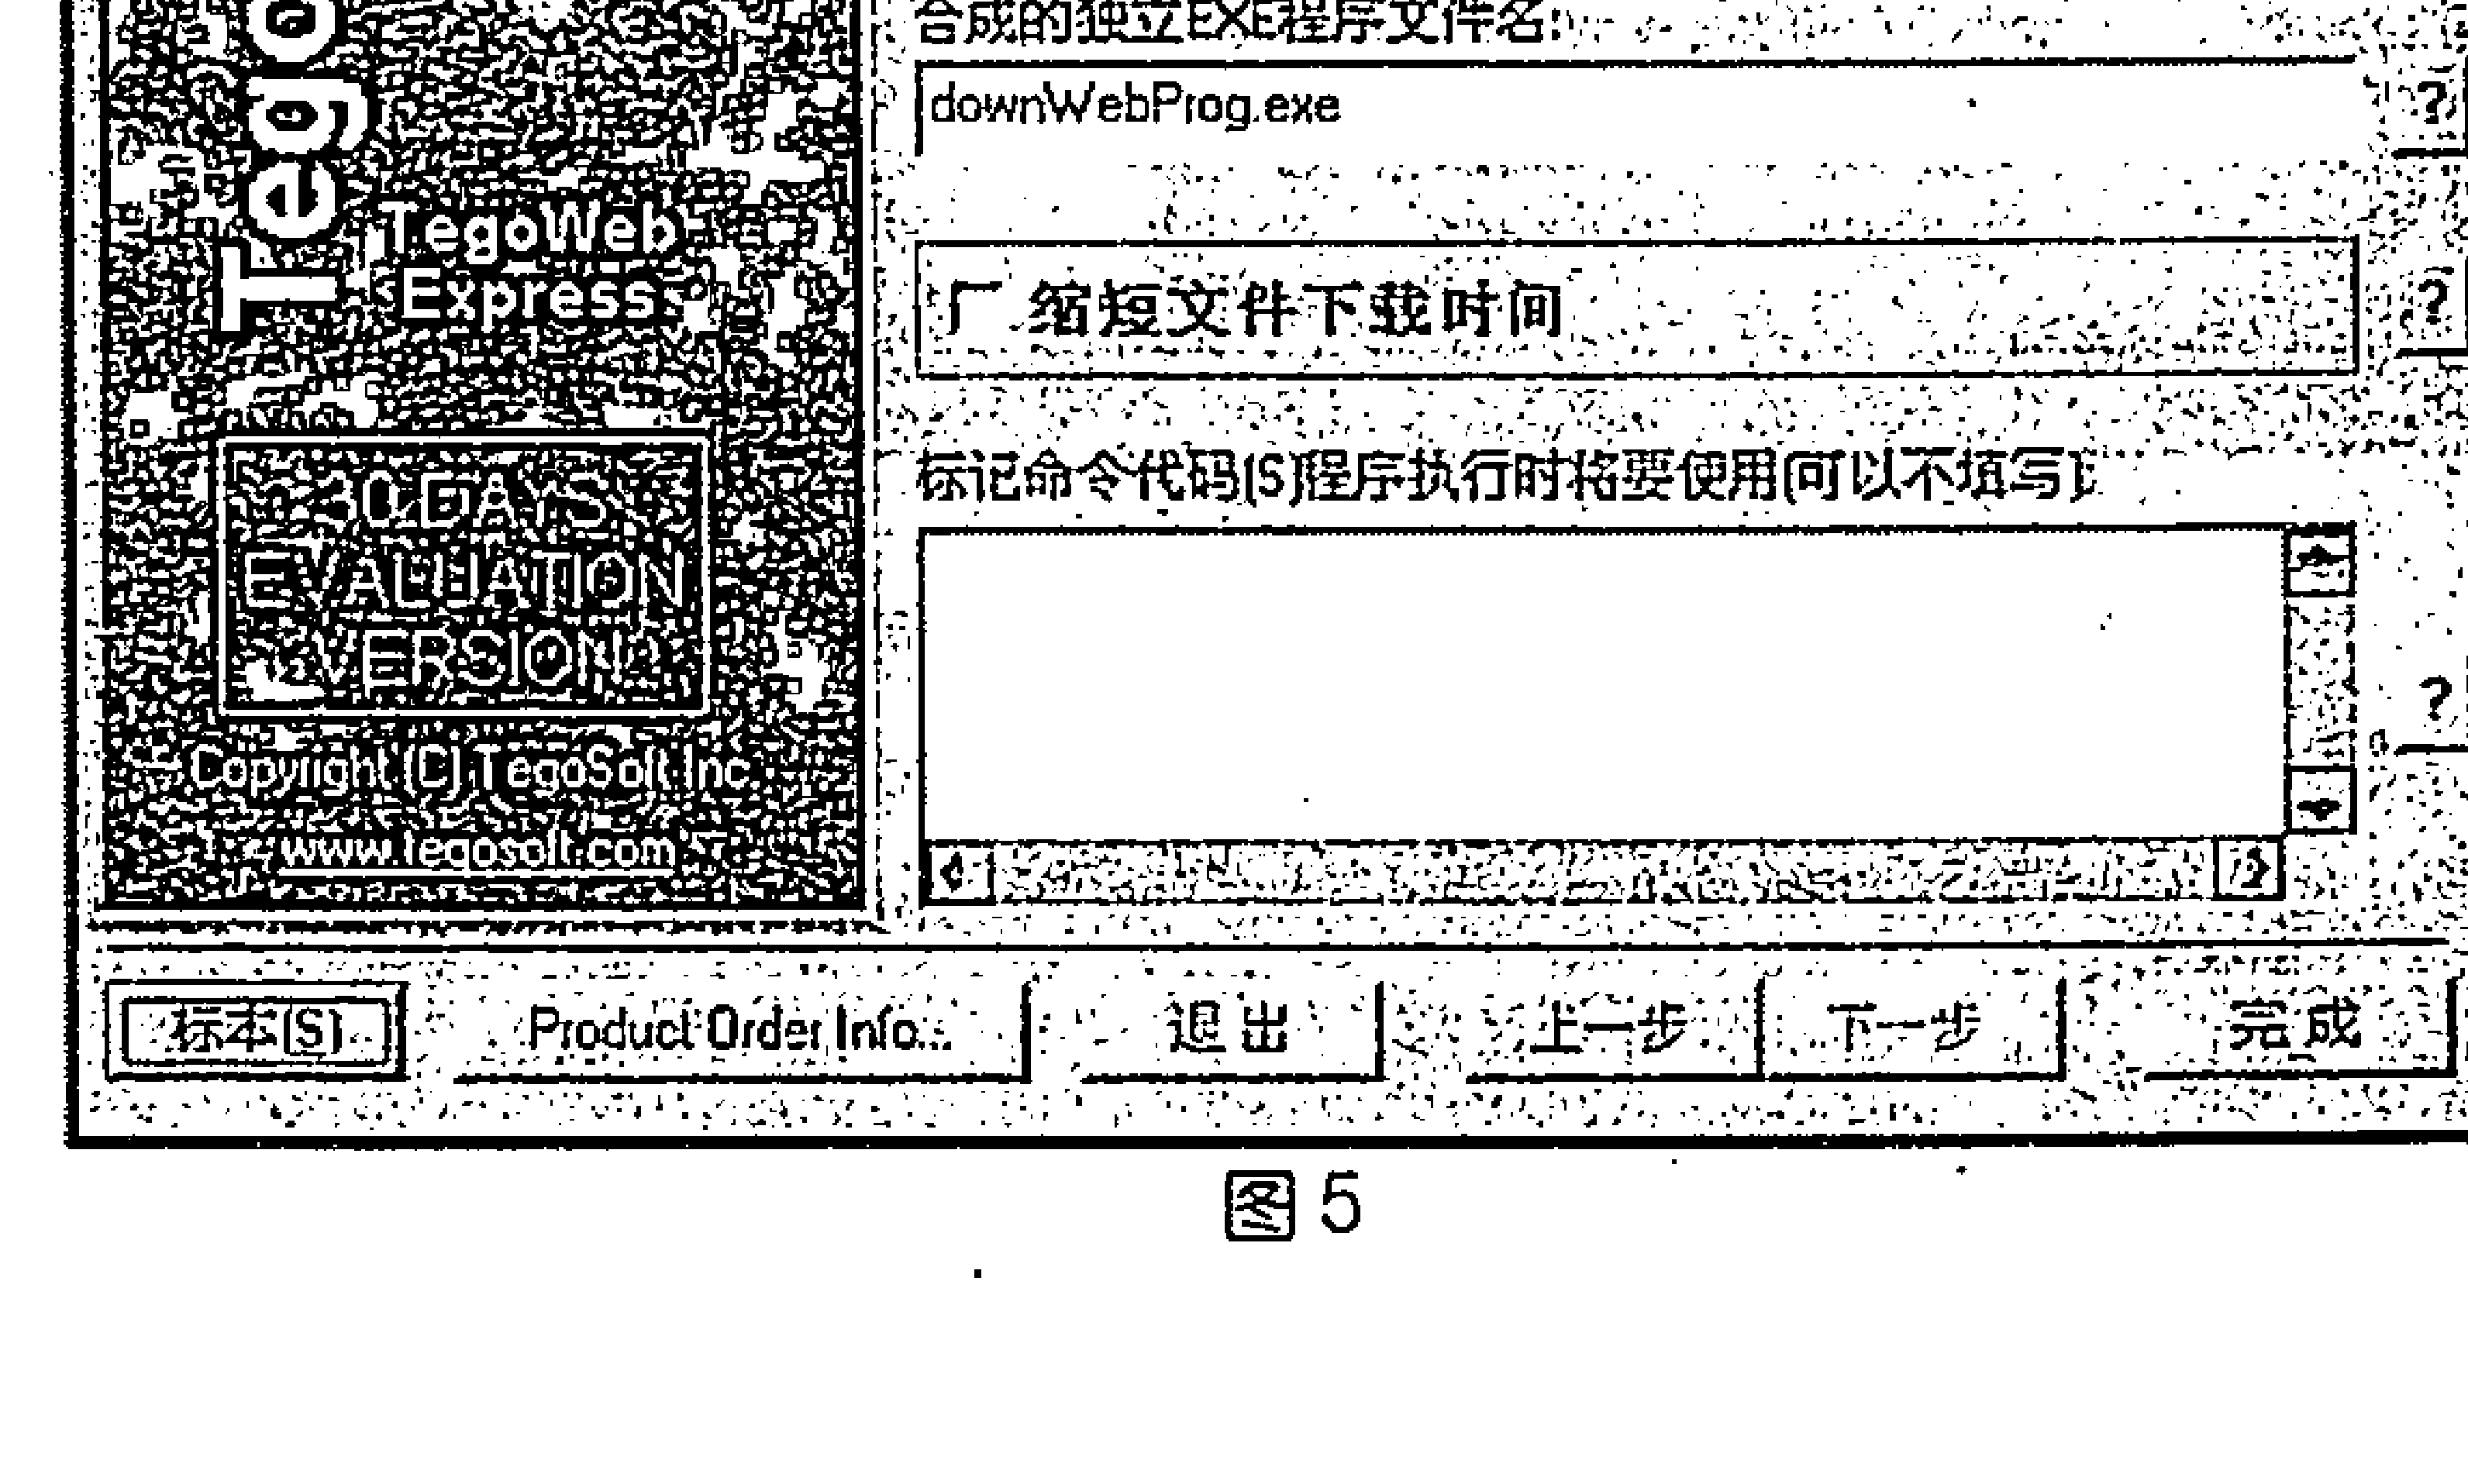 合成的独立EXE程序文件名:
downWebProg.exe
?
Tego
TegoWeb
Express
缩短文件下载时间
?
标记命令代码(S)程序执行时将要使用(可以不填写):
30 DAYS
EVALUATION
VERSION
?
Copyright (C) TegoSoft Inc
www.tegosoft.com
标本(S) Product Order Info... 退出 上一步 下一步 完成
图 5